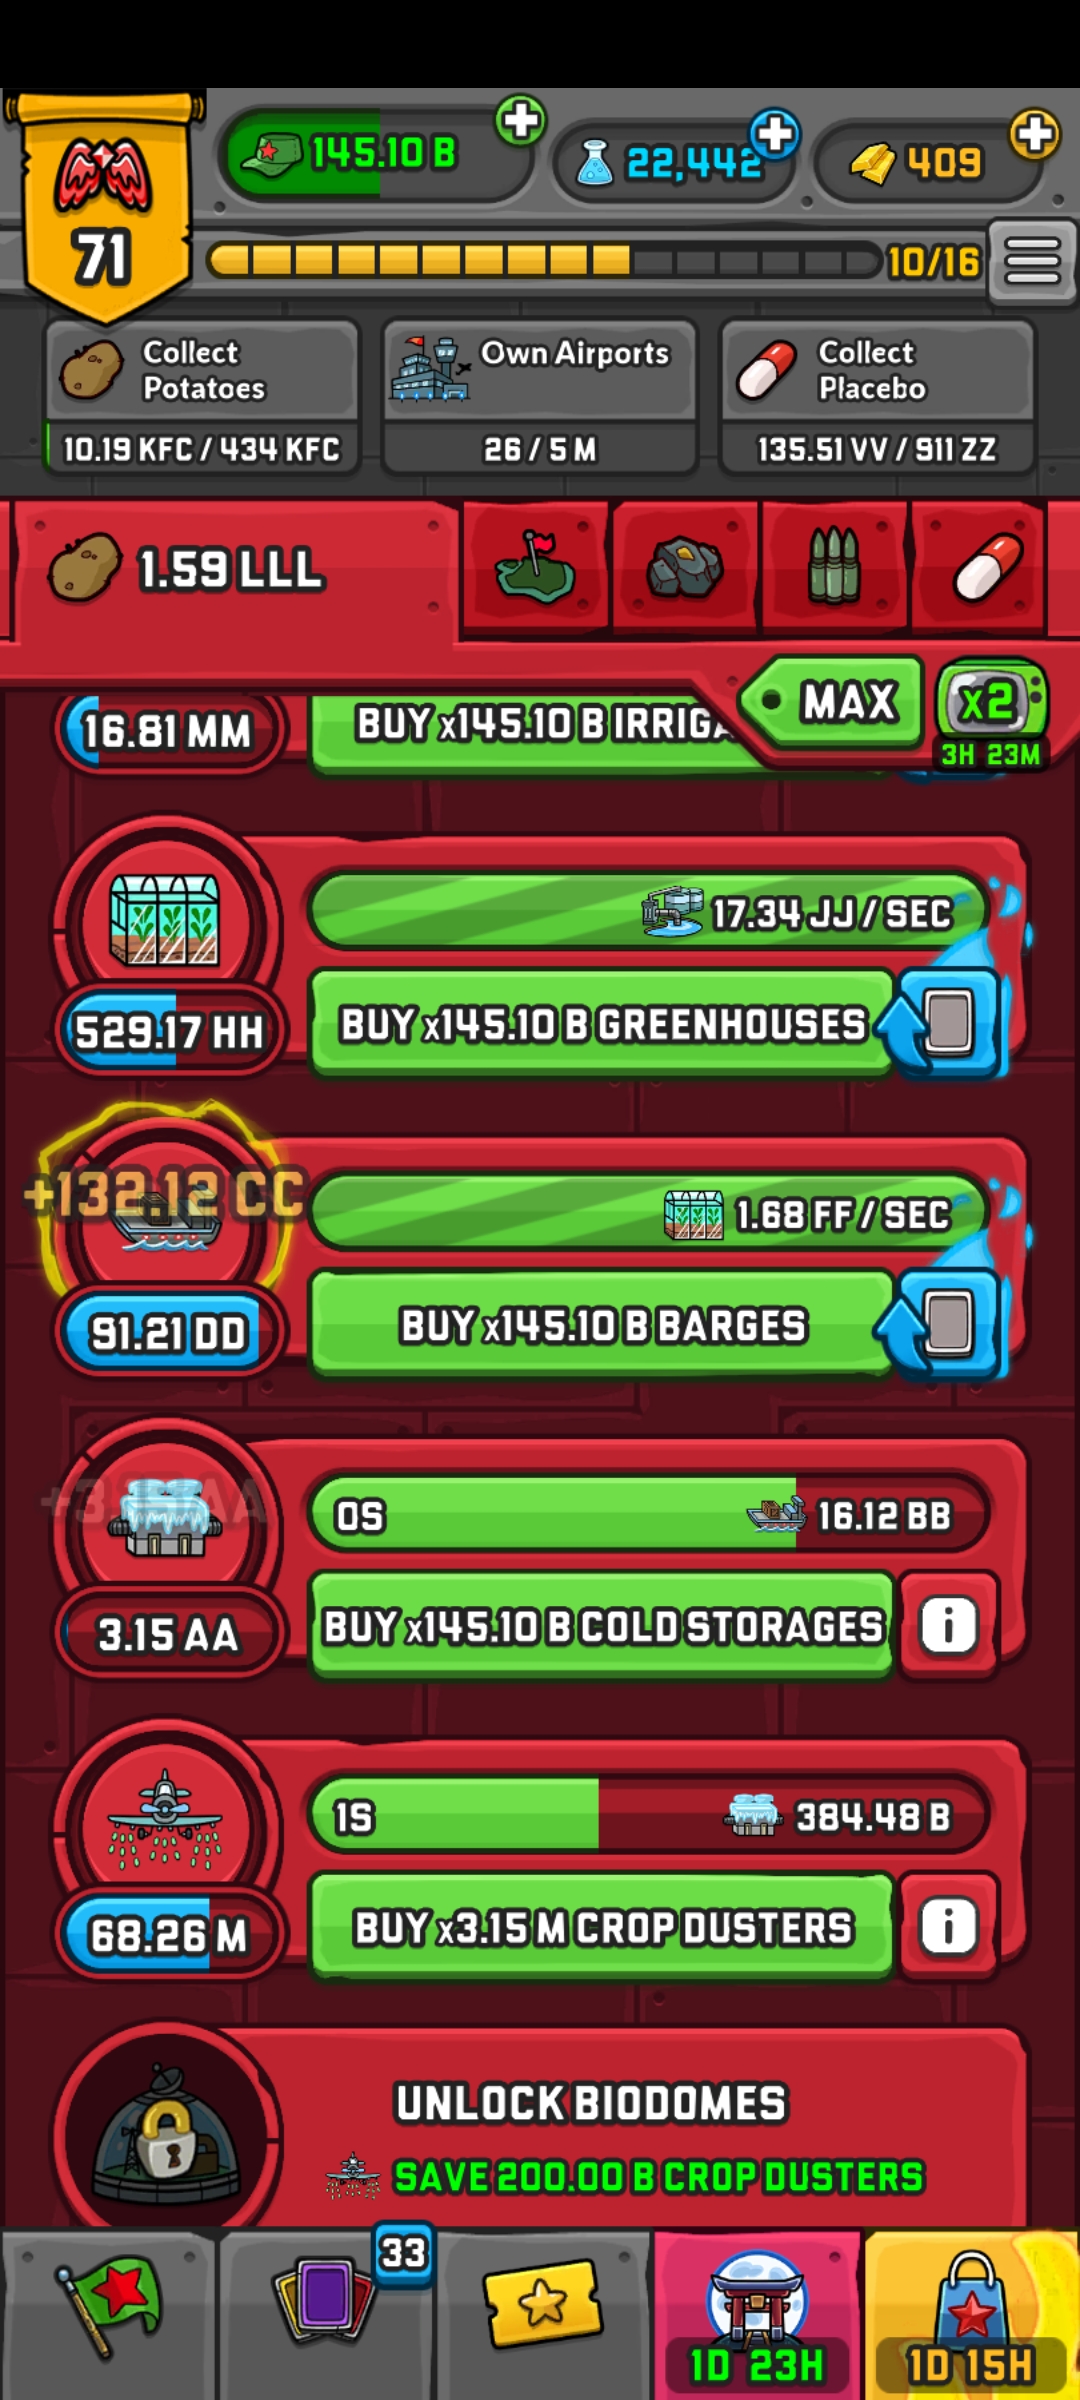 145.10 B
22,442
409
71
10/16
Collect
Potatoes
10.19 KFC / 434 KFC
Own Airports
26 / 5 M
Collect
Placebo
135.51 VV / 911 ZZ
1.59 LLL
MAX
x2
3H 23M
16.81 MM
BUY x145.10 B IRRIGA
17.34 JJ / SEC
529.17 HH
BUY x145.10 B GREENHOUSES
+132.12 CC
1.68 FF / SEC
91.21 DD
BUY x145.10 B BARGES
+3.15 AA
0S
16.12 BB
3.15 AA
BUY x145.10 B COLD STORAGES
i
1S
384.48 B
68.26 M
BUY x3.15 M CROP DUSTERS
i
UNLOCK BIODOMES
SAVE 200.00 B CROP DUSTERS
33
1D 23H
1D 15H